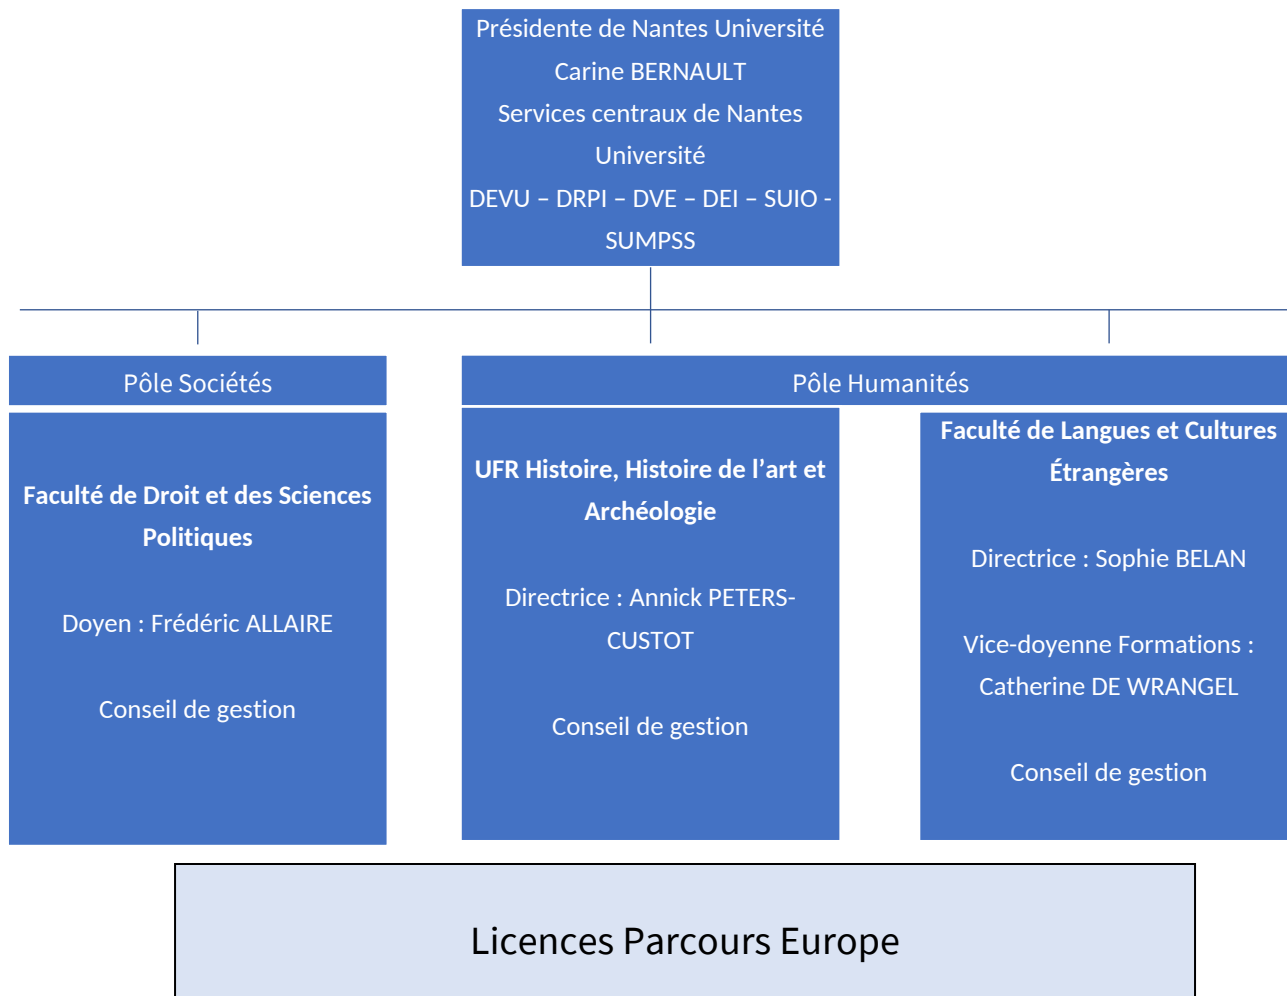 Présidente de Nantes Université
Carine BERNAULT
Services centraux de Nantes
Université
DEVU – DRPI – DVE – DEI – SUIO -
SUMPSS
Pôle Sociétés
Faculté de Droit et des Sciences
Politiques
Doyen : Frédéric ALLAIRE
Conseil de gestion
Pôle Humanités
UFR Histoire, Histoire de l’art et
Archéologie
Directrice : Annick PETERS-
CUSTOT
Conseil de gestion
Faculté de Langues et Cultures
Étrangères
Directrice : Sophie BELAN
Vice-doyenne Formations :
Catherine DE WRANGEL
Conseil de gestion
Licences Parcours Europe